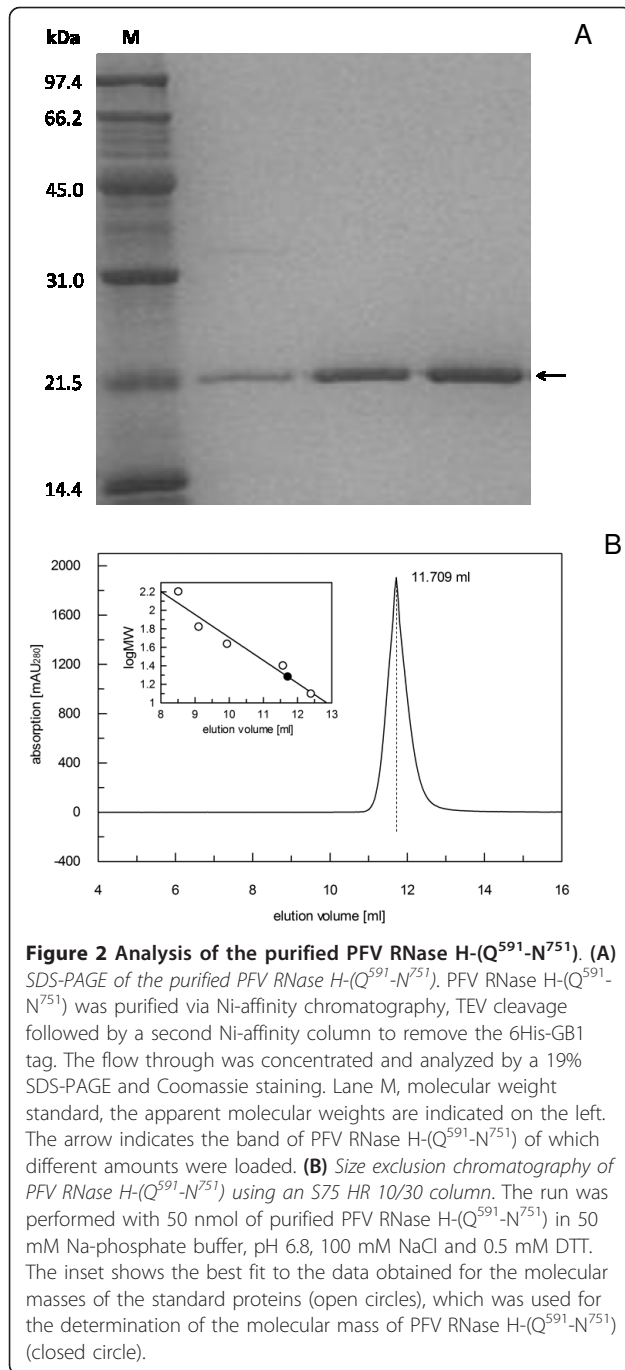 kDa M A
97.4
66.2
45.0
31.0
21.5
14.4
B
2000
1600
1200
800
400
0
-400
absorption [mAU280]
4 6 8 10 12 14 16
elution volume [ml]
11.709 ml
2.2
2
1.8
1.6
1.4
1.2
1
logMW
8 9 10 11 12 13
elution volume [ml]
Figure 2 Analysis of the purified PFV RNase H-(Q591-N751). (A)
SDS-PAGE of the purified PFV RNase H-(Q591-N751). PFV RNase H-(Q591-
N751) was purified via Ni-affinity chromatography, TEV cleavage
followed by a second Ni-affinity column to remove the 6His-GB1
tag. The flow through was concentrated and analyzed by a 19%
SDS-PAGE and Coomassie staining. Lane M, molecular weight
standard, the apparent molecular weights are indicated on the left.
The arrow indicates the band of PFV RNase H-(Q591-N751) of which
different amounts were loaded. (B) Size exclusion chromatography of
PFV RNase H-(Q591-N751) using an S75 HR 10/30 column. The run was
performed with 50 nmol of purified PFV RNase H-(Q591-N751) in 50
mM Na-phosphate buffer, pH 6.8, 100 mM NaCl and 0.5 mM DTT.
The inset shows the best fit to the data obtained for the molecular
masses of the standard proteins (open circles), which was used for
the determination of the molecular mass of PFV RNase H-(Q591-N751)
(closed circle).